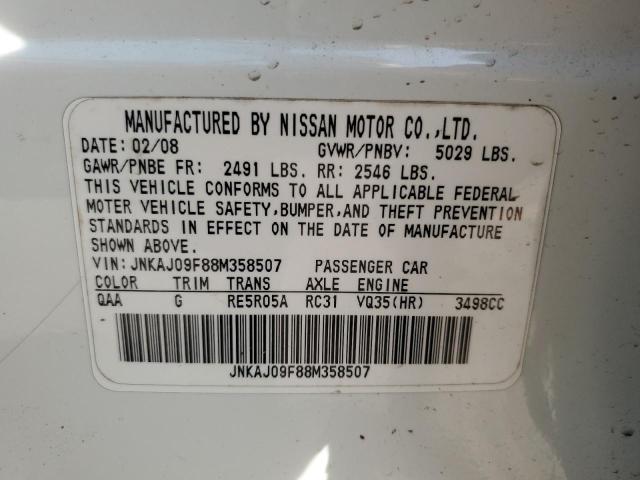 MANUFACTURED BY NISSAN MOTOR CO.,LTD.
DATE: 02/08 GVWR/PNBV: 5029 LBS.
GAWR/PNBE FR: 2491 LBS. RR: 2546 LBS.
THIS VEHICLE CONFORMS TO ALL APPLICABLE FEDERAL
MOTER VEHICLE SAFETY,BUMPER,AND THEFT PREVENTION
STANDARDS IN EFFECT ON THE DATE OF MANUFACTURE
SHOWN ABOVE.
VIN:JNKAJ09F88M358507 PASSENGER CAR
COLOR TRIM TRANS AXLE ENGINE
QAA G RE5R05A RC31 VQ35(HR) 3498CC
JNKAJ09F88M358507